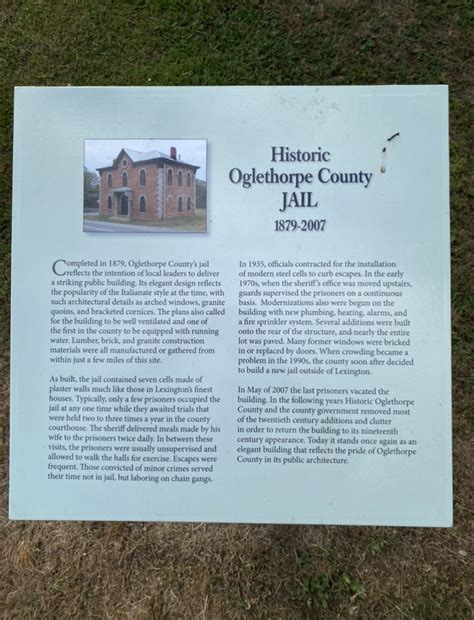 Historic
Oglethorpe County
JAIL
1879-2007
Completed in 1879, Oglethorpe County's jail
reflects the intention of local leaders to deliver
a striking public building. Its elegant design reflects
the popularity of the Italianate style at the time, with
such architectural details as arched windows, granite
quoins, and bracketed cornices. The plans also called
for the building to be well ventilated and one of
the first in the county to be equipped with running
water. Lumber, brick, and granite construction
materials were all manufactured or gathered from
within just a few miles of this site.
As built, the jail contained seven cells made of
plaster walls much like those in Lexington's finest
houses. Typically, only a few prisoners occupied the
jail at any one time while they awaited trials that
were held two to three times a year in the county
courthouse. The sheriff delivered meals made by his
wife to the prisoners twice daily. In between these
visits, the prisoners were usually unsupervised and
allowed to walk the halls for exercise. Escapes were
frequent. Those convicted of minor crimes served
their time not in jail, but laboring on chain gangs.
In 1935, officials contracted for the installation
of modern steel cells to curb escapes. In the early
1970s, when the sheriff's office was moved upstairs,
guards supervised the prisoners on a continuous
basis. Modernizations also were begun on the
building with new plumbing, heating, alarms, and
a fire sprinkler system. Several additions were built
onto the rear of the structure, and nearly the entire
lot was paved. Many former windows were bricked
in or replaced by doors. When crowding became a
problem in the 1990s, the county soon after decided
to build a new jail outside of Lexington.
In May of 2007 the last prisoners vacated the
building. In the following years Historic Oglethorpe
County and the county government removed most
of the twentieth century additions and clutter
in order to return the building to its nineteenth
century appearance. Today it stands once again as an
elegant building that reflects the pride of Oglethorpe
County in its public architecture.